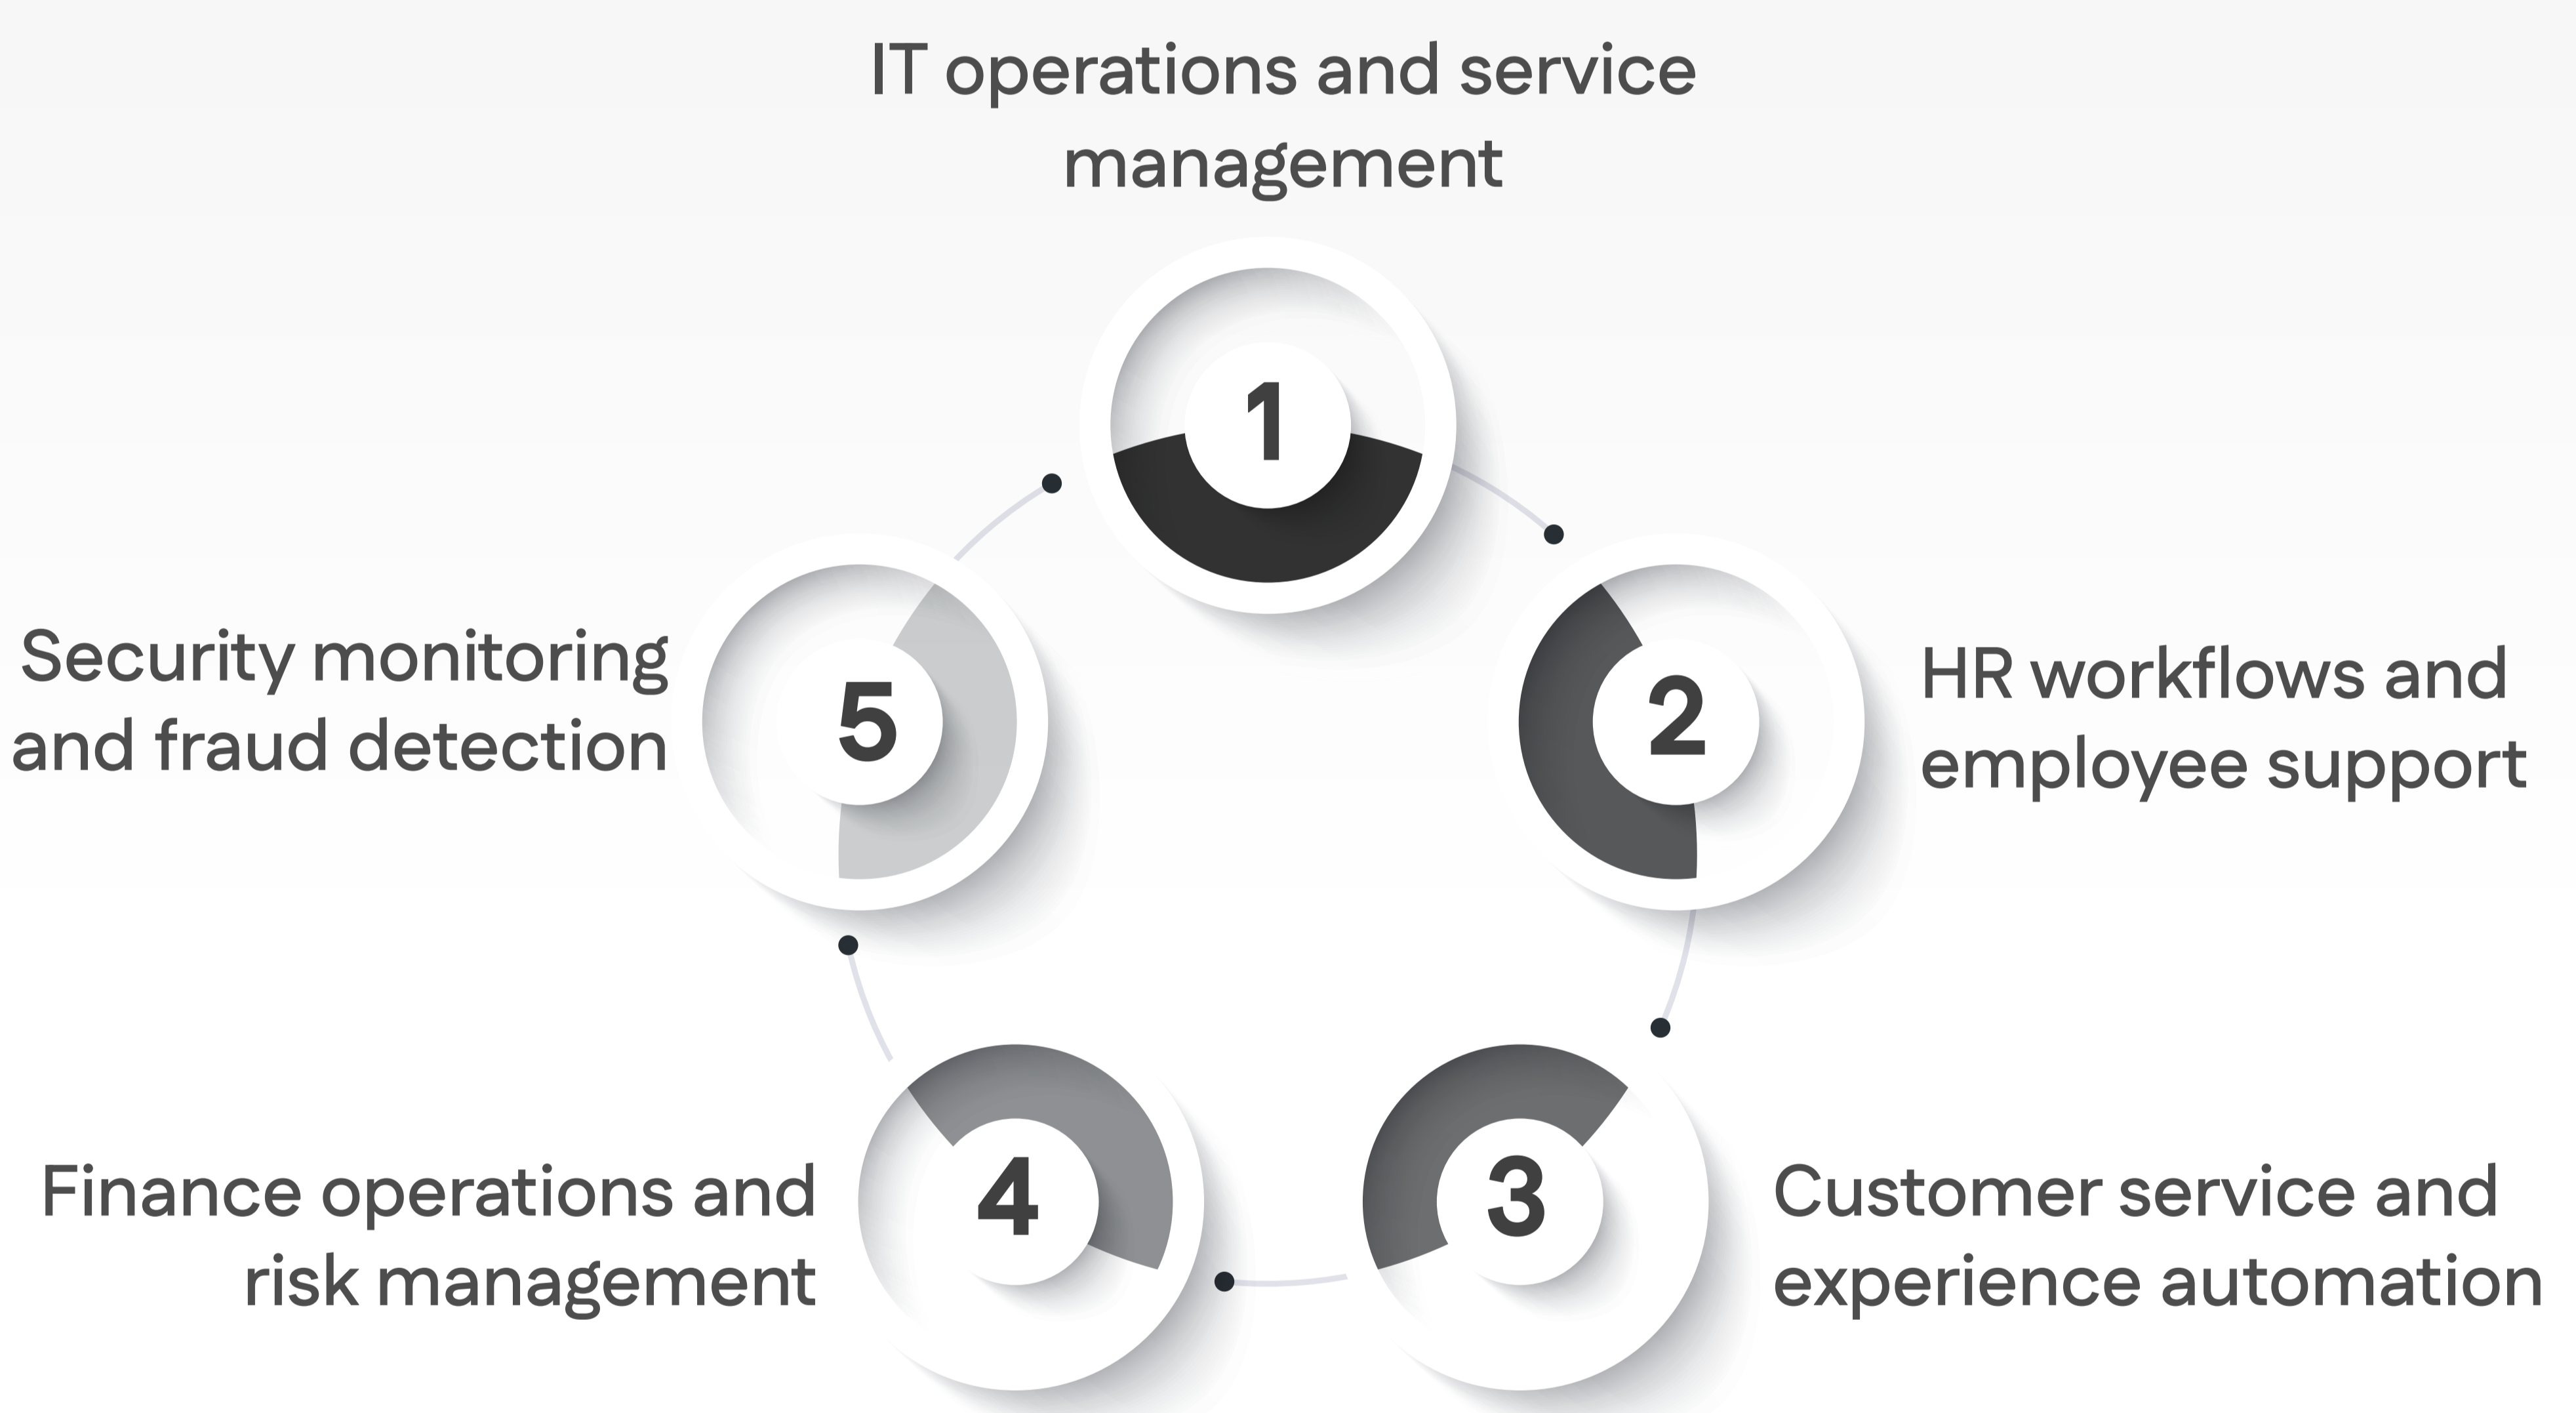 IT operations and service
management
1
2
HR workflows and
employee support
3
Customer service and
experience automation
4
Finance operations and
risk management
5
Security monitoring
and fraud detection